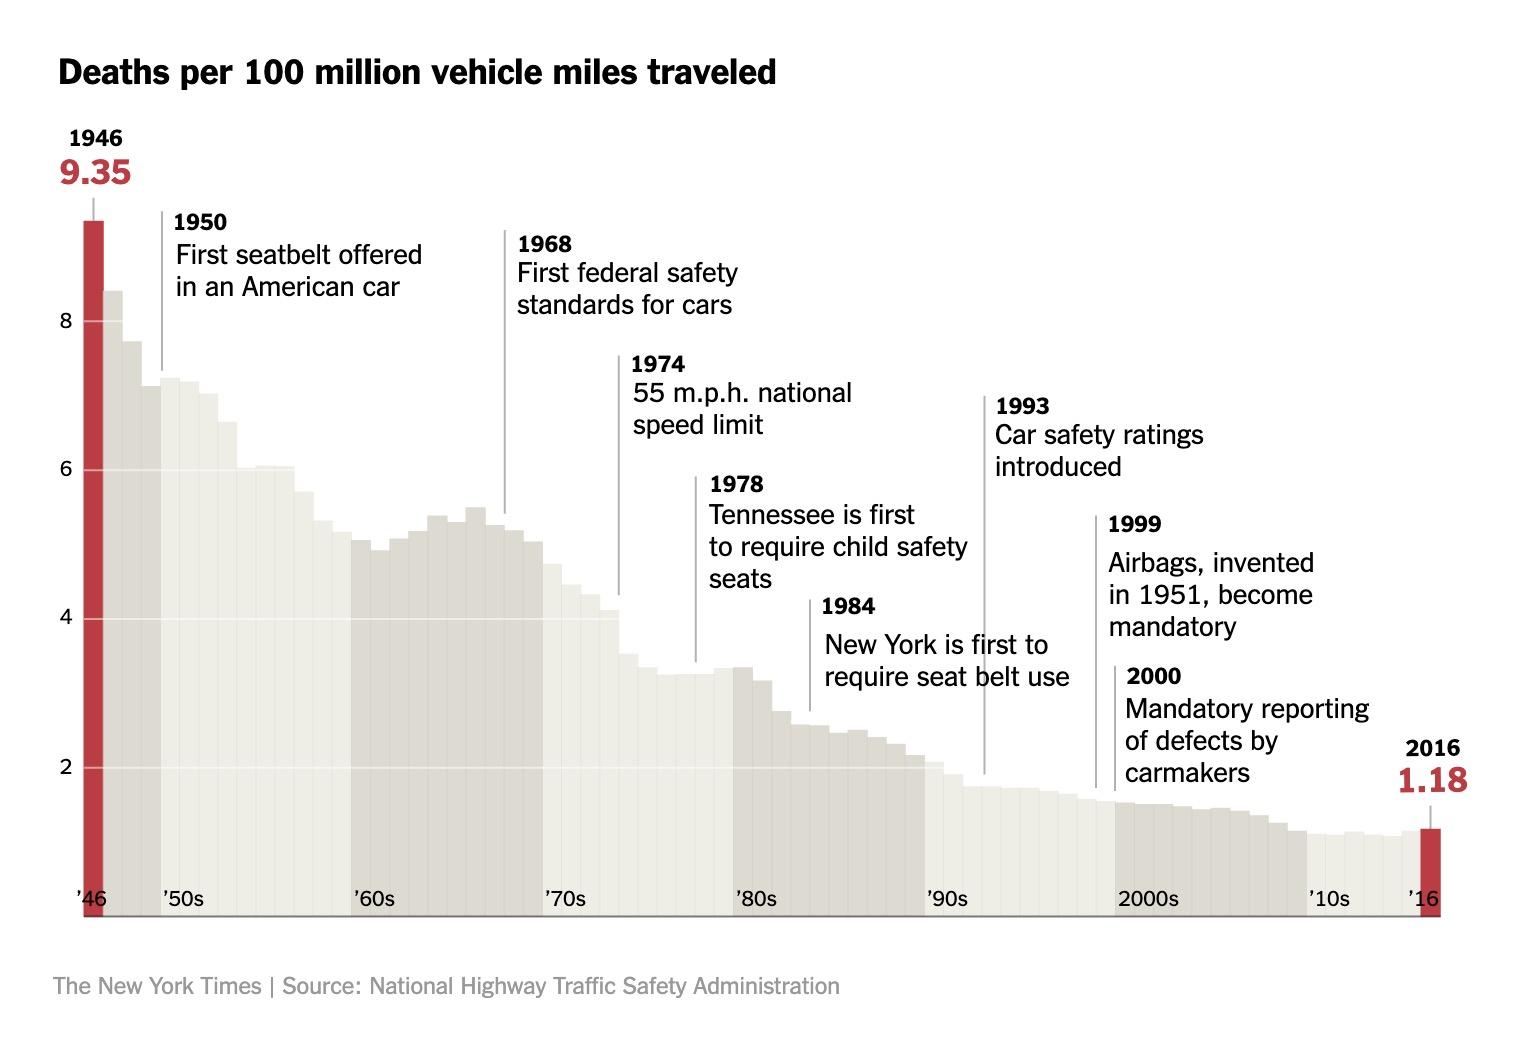 Deaths per 100 million vehicle miles traveled
1946
9.35
1950
First seatbelt offered
in an American car
1968
First federal safety
standards for cars
1974
55 m.p.h. national
speed limit
1978
Tennessee is first
to require child safety
seats
1984
New York is first to
require seat belt use
1993
Car safety ratings
introduced
1999
Airbags, invented
in 1951, become
mandatory
2000
Mandatory reporting
of defects by
carmakers
2016
1.18
8
6
4
2
’46 ’50s ’60s ’70s ’80s ’90s 2000s ’10s ’16
The New York Times | Source: National Highway Traffic Safety Administration